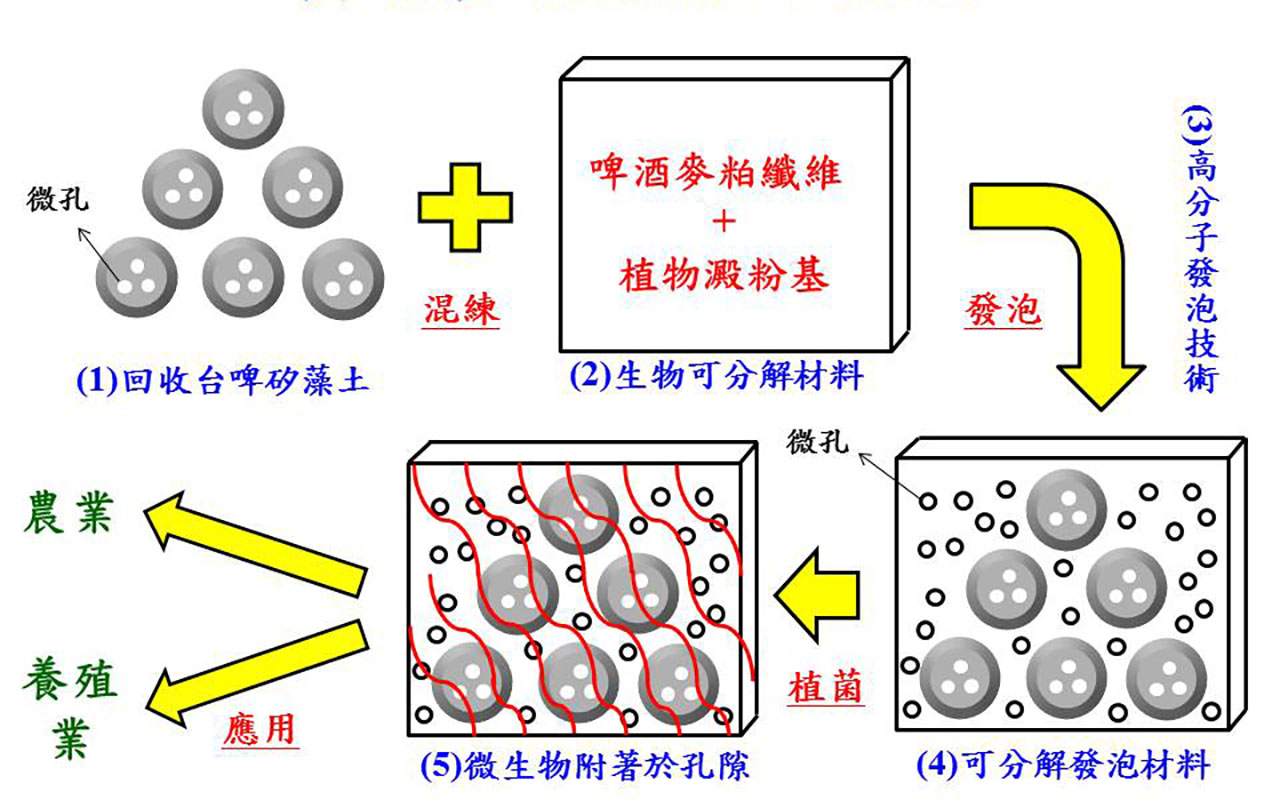 微孔
混練
啤酒麥粕纖維
+
植物澱粉基
發泡
(3)高分子發泡技術
(1)回收台啤矽藻土
(2)生物可分解材料
微孔
農業
養殖
業
應用
植菌
(5)微生物附著於孔隙
(4)可分解發泡材料